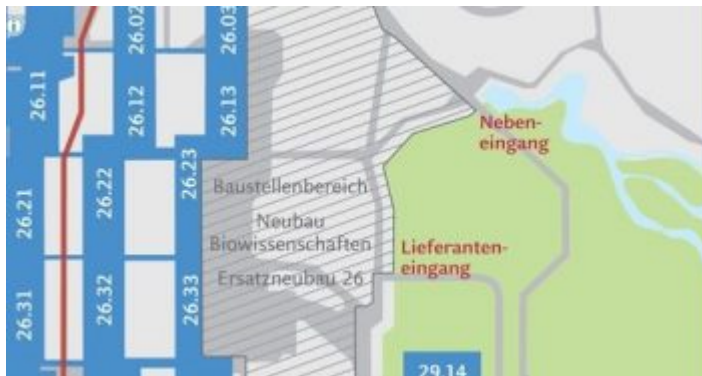 26.02
26.03
26.11
26.12
26.13
26.21
26.22
26.23
26.31
26.32
26.33
Baustellenbereich
Neubau
Biowissenschaften
Ersatzneubau 26
Neben-
eingang
Lieferanten-
eingang
29.14